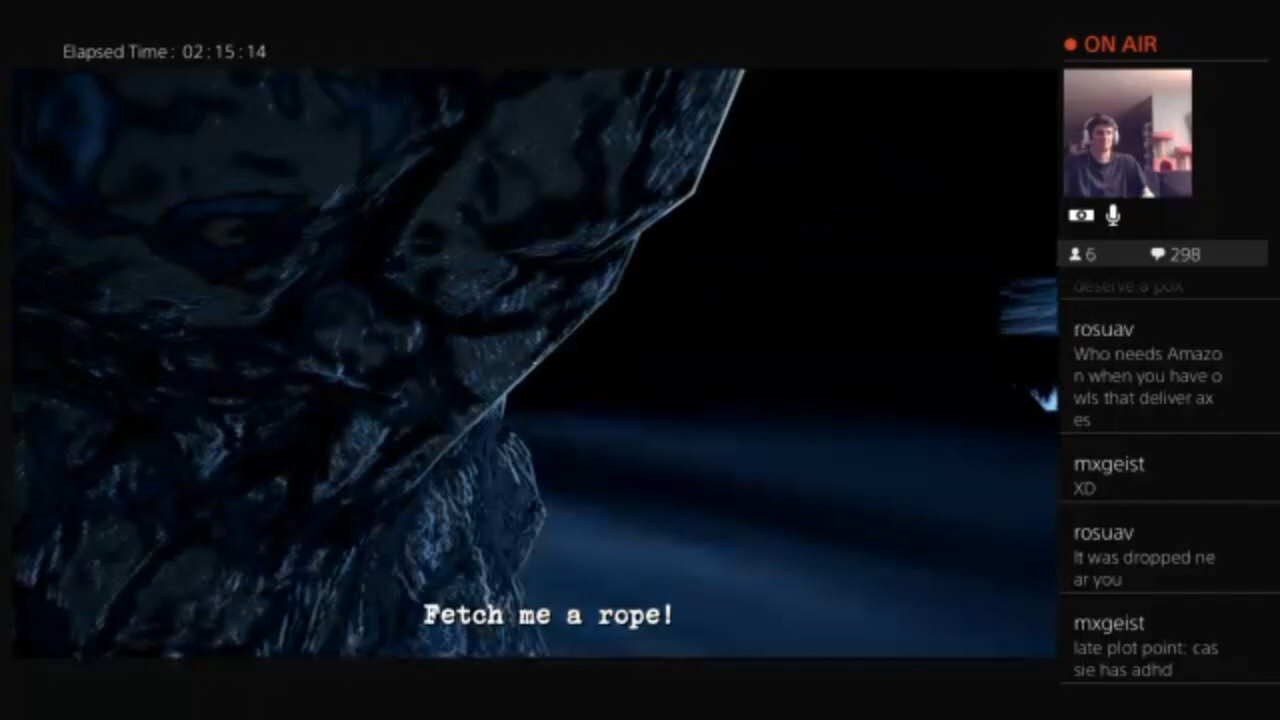 Elapsed Time: 02:15:14
ON AIR
6 298
deserve a pox
rosuav
Who needs Amazo
n when you have o
wls that deliver ax
es
mxgeist
XD
rosuav
It was dropped ne
ar you
mxgeist
late plot point: cas
sie has adhd
Fetch me a rope!